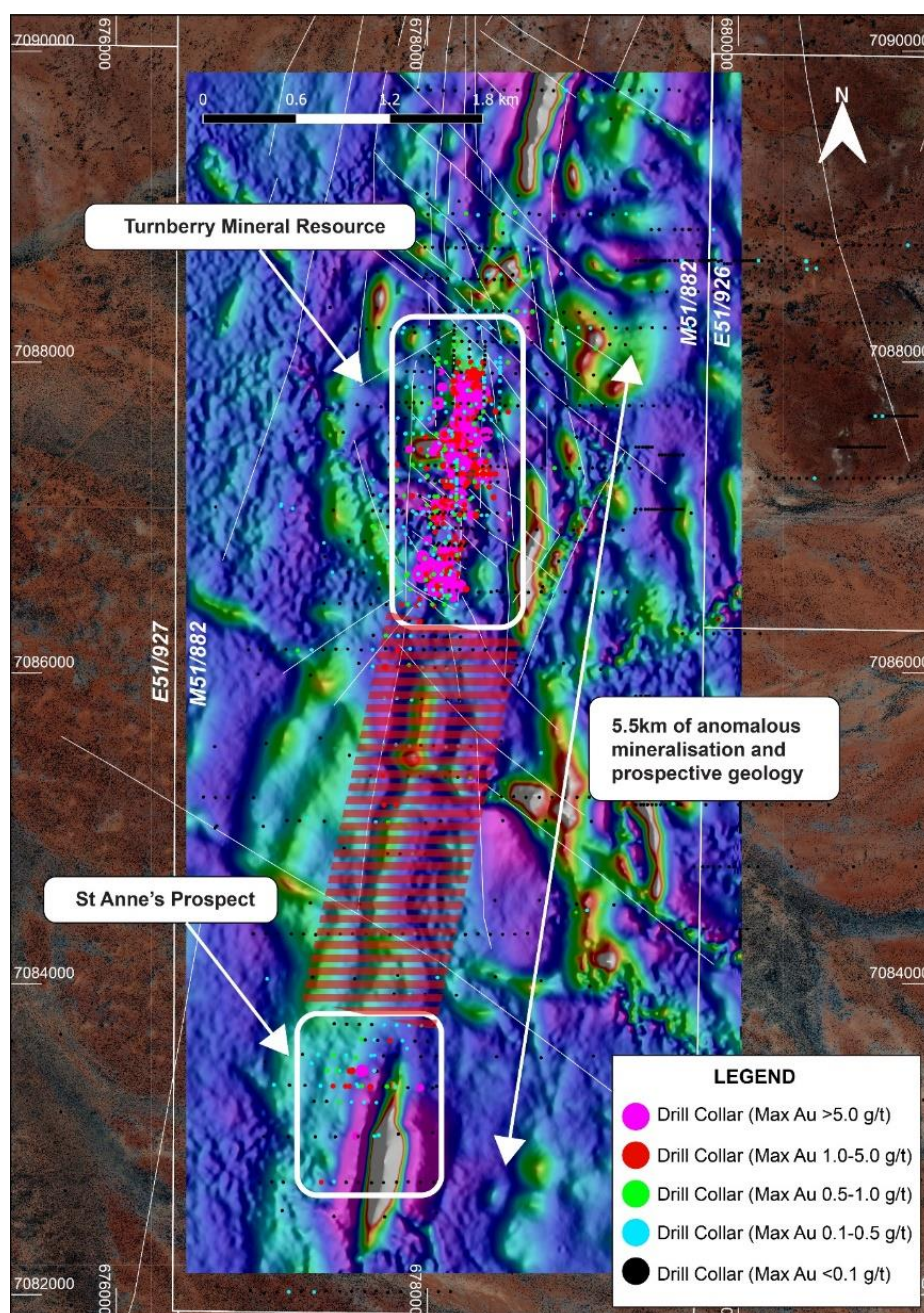 7090000
676000
678000
680000
7090000
0 0.6 1.2 1.8 km
N
Turnberry Mineral Resource
M51/882
E51/926
7088000
7088000
E51/927
M51/882
7086000
7086000
5.5km of anomalous
mineralisation and
prospective geology
St Anne's Prospect
7084000
7084000
LEGEND
Drill Collar (Max Au >5.0 g/t)
Drill Collar (Max Au 1.0-5.0 g/t)
Drill Collar (Max Au 0.5-1.0 g/t)
Drill Collar (Max Au 0.1-0.5 g/t)
Drill Collar (Max Au <0.1 g/t)
7082000
676000
678000